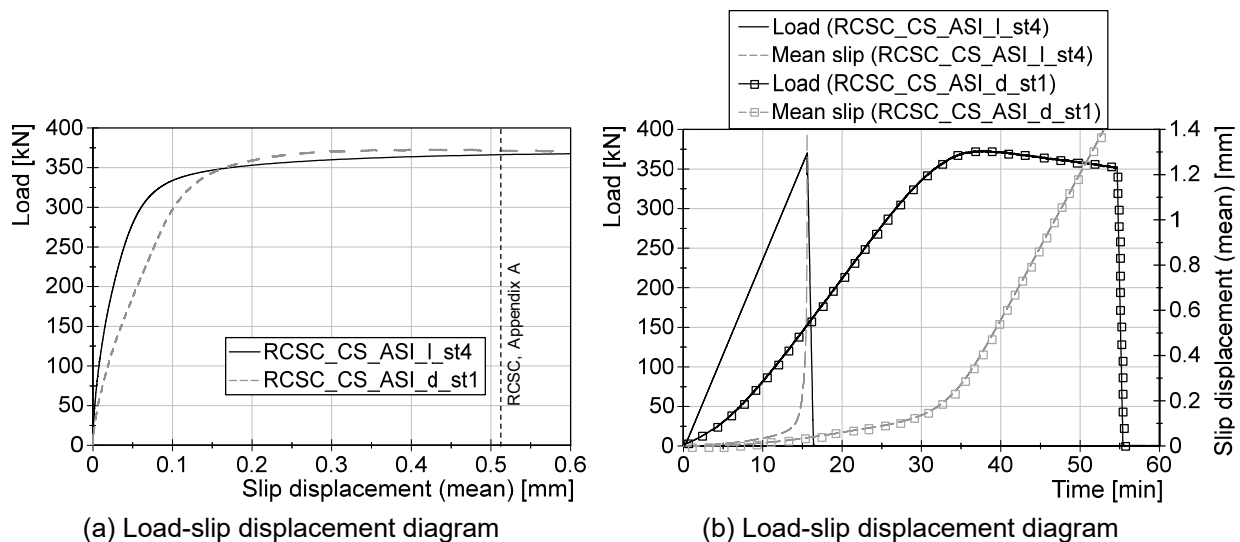 Load (RCSC_CS_ASI_l_st4)
Mean slip (RCSC_CS_ASI_l_st4)
Load (RCSC_CS_ASI_d_st1)
Mean slip (RCSC_CS_ASI_d_st1)
Load [kN]
400
350
300
250
200
150
100
50
0
0
0.1
0.2
0.3
0.4
0.5
0.6
Slip displacement (mean) [mm]
RCSC_CS_ASI_l_st4
RCSC_CS_ASI_d_st1
RCSC, Appendix A
(a) Load-slip displacement diagram
Load [kN]
400
350
300
250
200
150
100
50
0
0
10
20
30
40
50
60
Time [min]
1.4
1.2
1
0.8
0.6
0.4
0.2
0
Slip displacement (mean) [mm]
(b) Load-slip displacement diagram